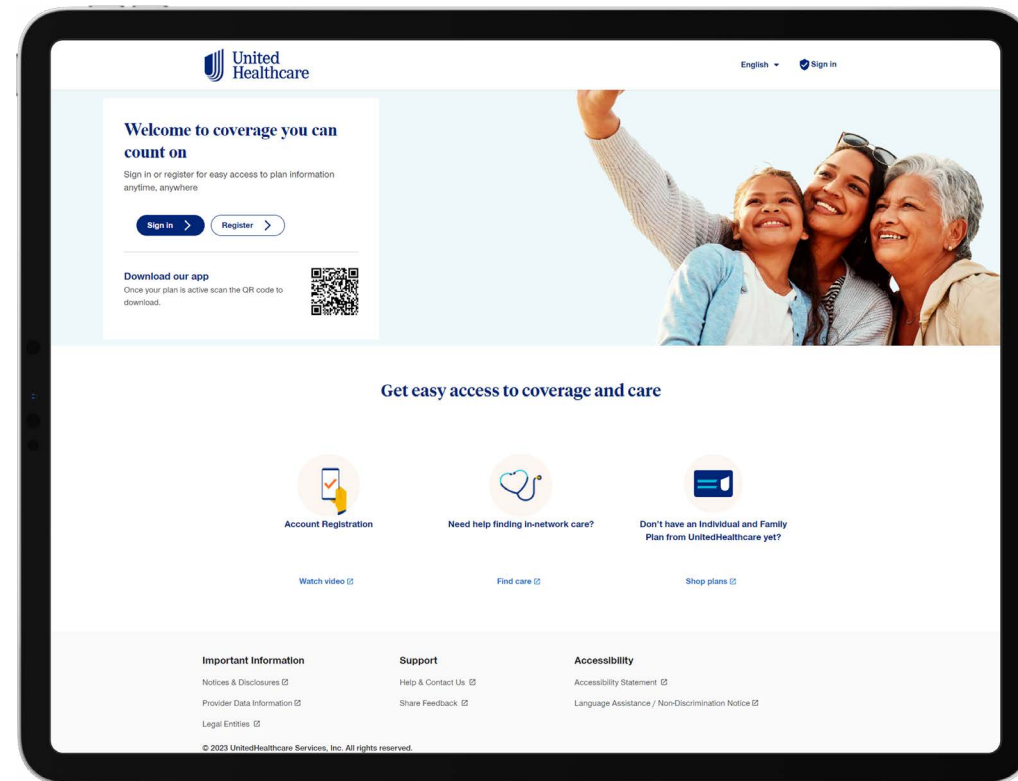 United
Healthcare
English
Sign in
Welcome to coverage you can
count on
Sign in or register for easy access to plan information
anytime, anywhere
Sign in
Register
Download our app
Once your plan is active scan the QR code to
download.
Get easy access to coverage and care
Account Registration
Need help finding in-network care?
Don't have an Individual and Family
Plan from UnitedHealthcare yet?
Watch video
Find care
Shop plans
Important Information
Support
Accessibility
Notices & Disclosures
Help & Contact Us
Accessibility Statement
Provider Data Information
Share Feedback
Language Assistance / Non-Discrimination Notice
Legal Entities
© 2023 UnitedHealthcare Services, Inc. All rights reserved.